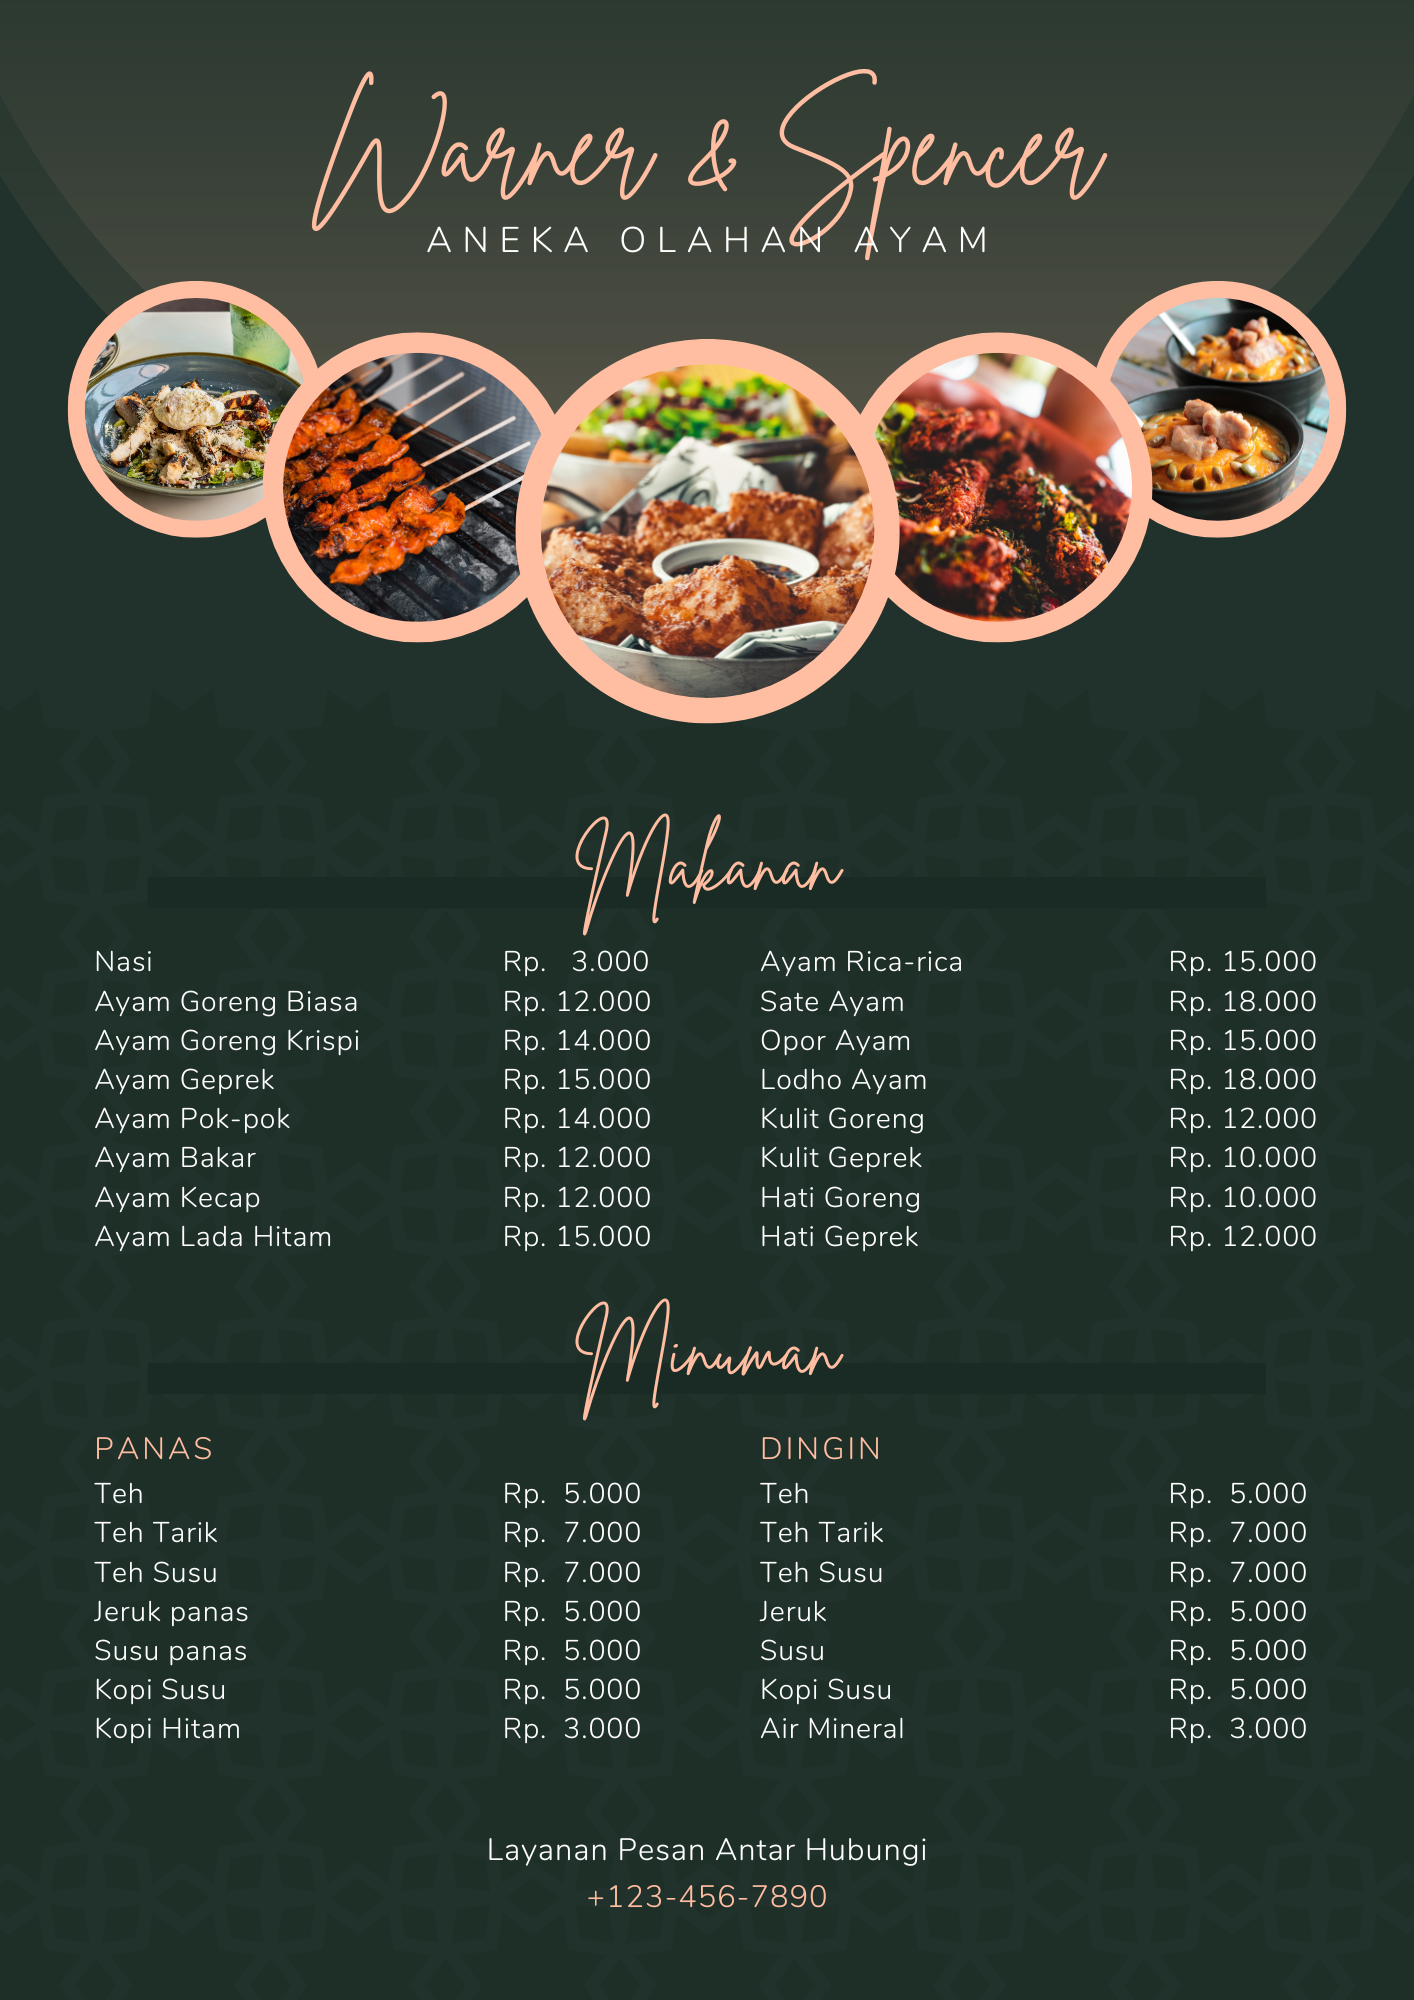 Warner & Spencer
ANEKA OLAHAN AYAM
Makanan
Nasi Rp. 3.000
Ayam Goreng Biasa Rp. 12.000
Ayam Goreng Krispi Rp. 14.000
Ayam Geprek Rp. 15.000
Ayam Pok-pok Rp. 14.000
Ayam Bakar Rp. 12.000
Ayam Kecap Rp. 12.000
Ayam Lada Hitam Rp. 15.000
Ayam Rica-rica Rp. 15.000
Sate Ayam Rp. 18.000
Opor Ayam Rp. 15.000
Lodho Ayam Rp. 18.000
Kulit Goreng Rp. 12.000
Kulit Geprek Rp. 10.000
Hati Goreng Rp. 10.000
Hati Geprek Rp. 12.000
Minuman
PANAS
Teh Rp. 5.000
Teh Tarik Rp. 7.000
Teh Susu Rp. 7.000
Jeruk panas Rp. 5.000
Susu panas Rp. 5.000
Kopi Susu Rp. 5.000
Kopi Hitam Rp. 3.000
DINGIN
Teh Rp. 5.000
Teh Tarik Rp. 7.000
Teh Susu Rp. 7.000
Jeruk Rp. 5.000
Susu Rp. 5.000
Kopi Susu Rp. 5.000
Air Mineral Rp. 3.000
Layanan Pesan Antar Hubungi
+123-456-7890